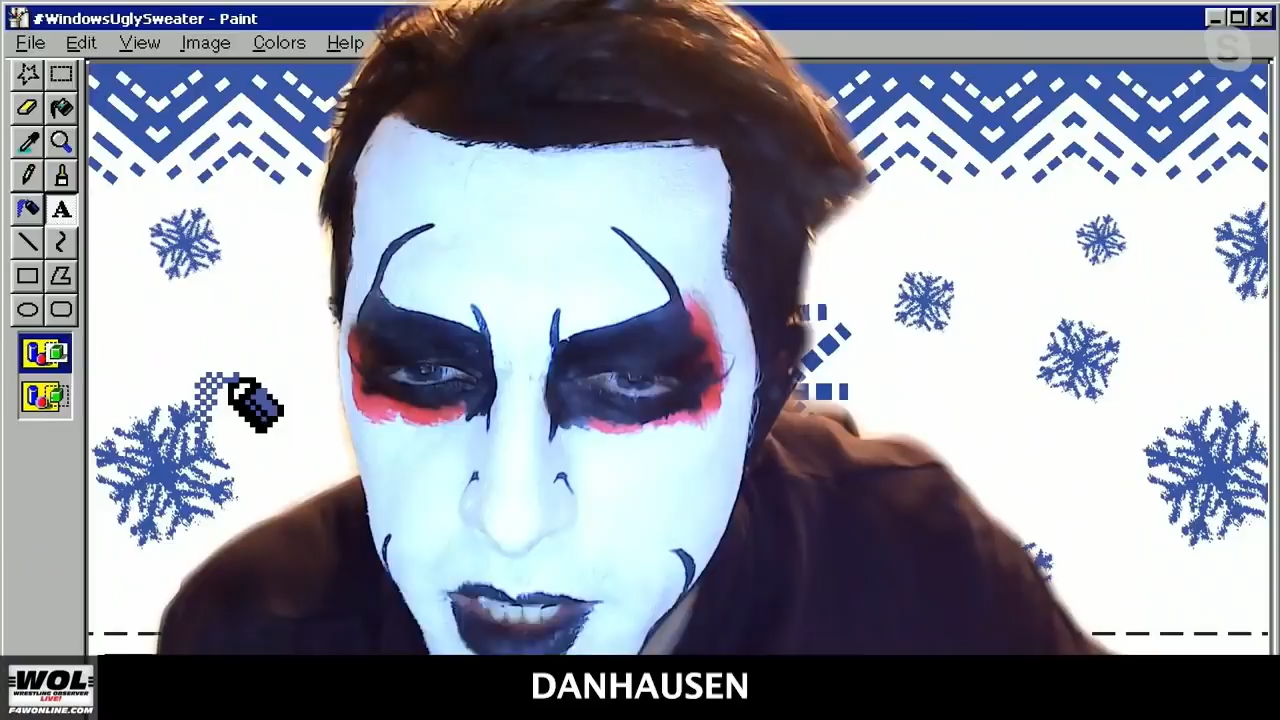 #WindowsUglySweater - Paint
File Edit View Image Colors Help
S
A
DANHAUSEN
WOL
WRESTLING OBSERVER
LIVE!
F4WONLINE.COM